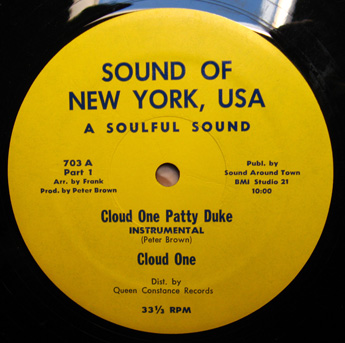 SOUND OF
NEW YORK, USA
A SOULFUL SOUND
703 A
Part 1
Arr. by Frank
Prod. by Peter Brown
Publ. by
Sound Around Town
BMI Studio 21
10:00
Cloud One Patty Duke
INSTRUMENTAL
(Peter Brown)
Cloud One
Dist. by
Queen Constance Records
33⅓ RPM